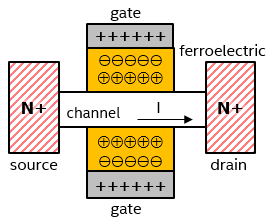 gate
++++++
ferroelectric
⊖⊖⊖⊖⊖
⊕⊕⊕⊕⊕
N+ channel I N+
⊕⊕⊕⊕⊕
⊖⊖⊖⊖⊖
source drain
++++++
gate